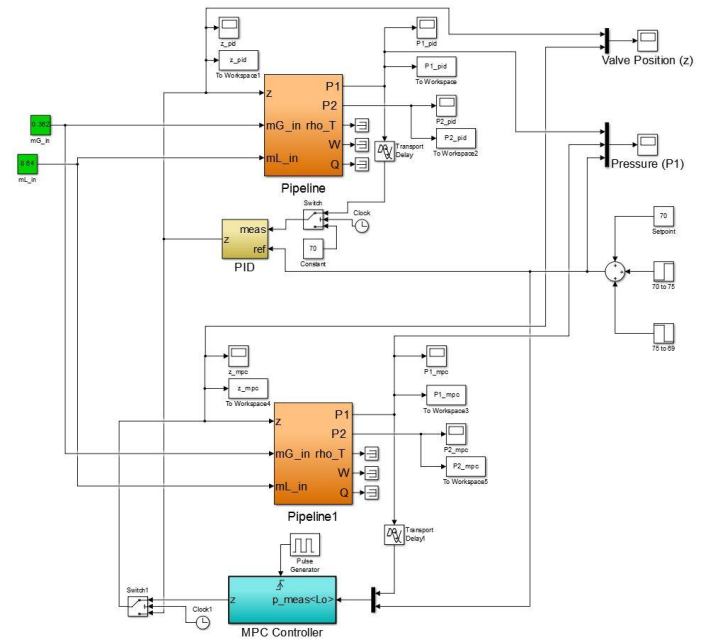 z_pid
z_pid
To Workspace1
P1_pid
P1_pid
To Workspace
P2_pid
P2_pid
To Workspace2
Valve Position (z)
z
mG_in
mL_in
P1
P2
rho_T
W
Q
Pipeline
0.362
mG_in
8.64
mL_in
Transport
Delay
Pressure (P1)
Switch
Clock
meas
z
ref
PID
70
Constant
70
Setpoint
70 to 75
75 to 69
z_mpc
z_mpc
To Workspace4
P1_mpc
P1_mpc
To Workspace3
P2_mpc
P2_mpc
To Workspace5
z
mG_in
mL_in
P1
P2
rho_T
W
Q
Pipeline1
Transport
Delay1
Pulse
Generator
Switch1
Clock1
z
p_meas<Lo>
MPC Controller